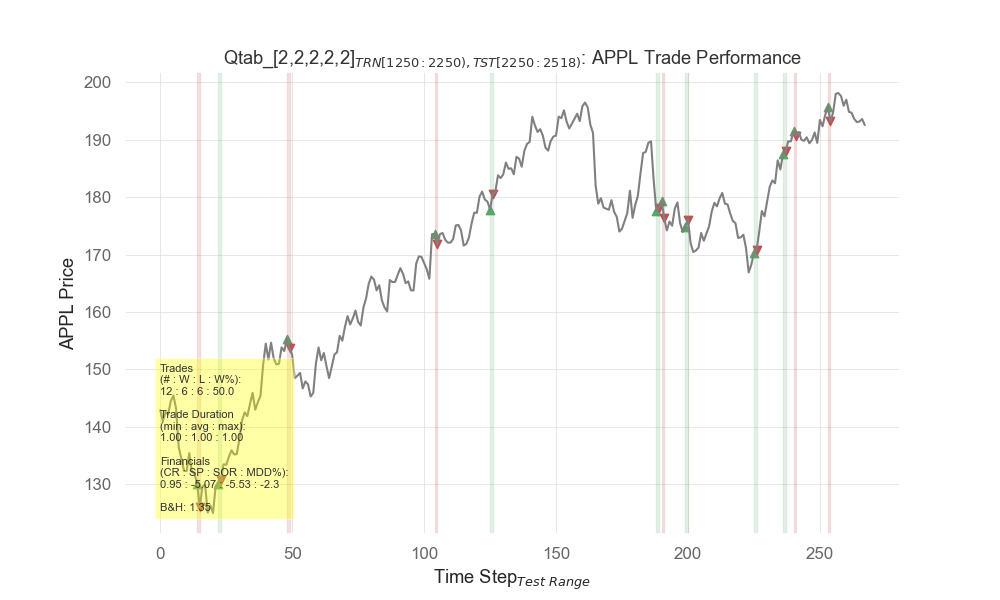 Qtab_[2,2,2,2,2]TRN[1250:2250),TST[2250:2518): APPL Trade Performance
200
190
180
170
160
150
140
130
APPL Price
Trades
(# : W : L : W%):
12 : 6 : 6 : 50.0
Trade Duration
(min : avg : max):
1.00 : 1.00 : 1.00
Financials
(CR : SP : SOR : MDD%):
0.95 : -5.07 : -5.53 : -2.3
B&H: 1.35
0
50
100
150
200
250
Time StepTest Range